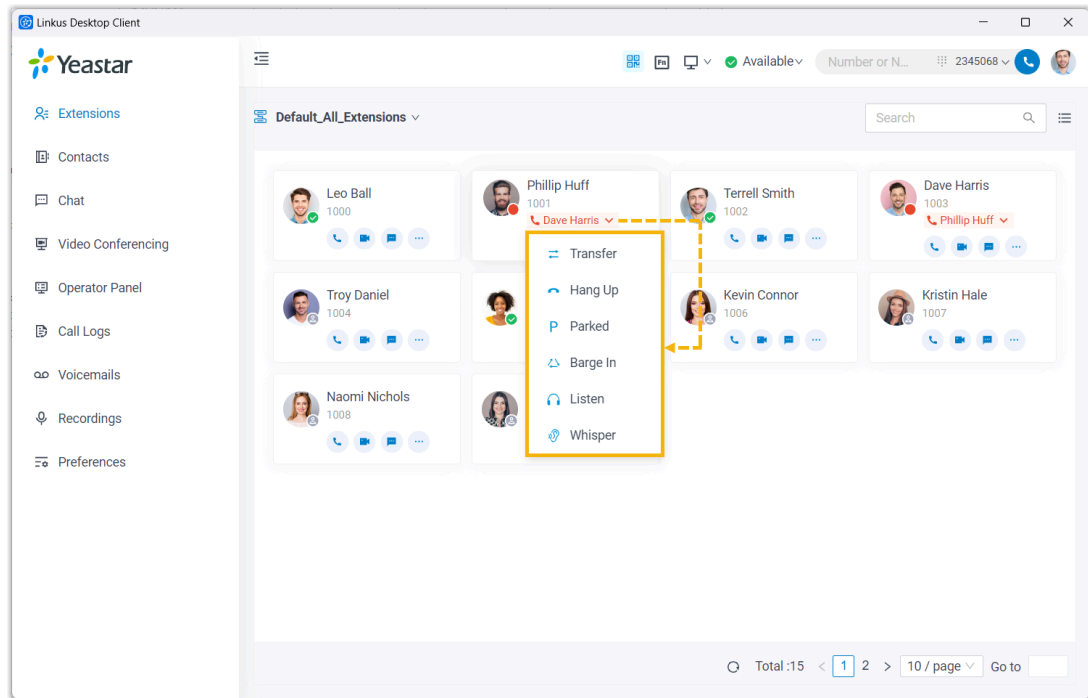 Linkus Desktop Client
Yeastar
Fn
Available
Number or N...
2345068
Extensions
Contacts
Chat
Video Conferencing
Operator Panel
Call Logs
Voicemails
Recordings
Preferences
Default_All_Extensions
Search
Leo Ball
1000
Phillip Huff
1001
Dave Harris
Terrell Smith
1002
Dave Harris
1003
Phillip Huff
Transfer
Hang Up
P Parked
Barge In
Listen
Whisper
Troy Daniel
1004
Kevin Connor
1006
Kristin Hale
1007
Naomi Nichols
1008
Total :15 < 1 2 > 10 / page Go to